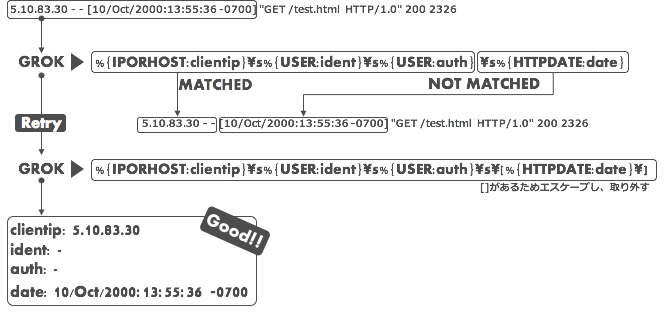 5.10.83.30 - - [10/Oct/2000:13:55:36 -0700] "GET /test.html HTTP/1.0" 200 2326
GROK %{IPORHOST:clientip}¥s%{USER:ident}¥s%{USER:auth} ¥s%{HTTPDATE:date}
MATCHED NOT MATCHED
5.10.83.30 - - [10/Oct/2000:13:55:36 -0700] "GET /test.html HTTP/1.0" 200 2326
Retry
GROK %{IPORHOST:clientip}¥s%{USER:ident}¥s%{USER:auth}¥s¥[%{HTTPDATE:date}¥]
[]があるためエスケープし、取り外す
Good!!
clientip: 5.10.83.30
ident: -
auth: -
date: 10/Oct/2000:13:55:36 -0700